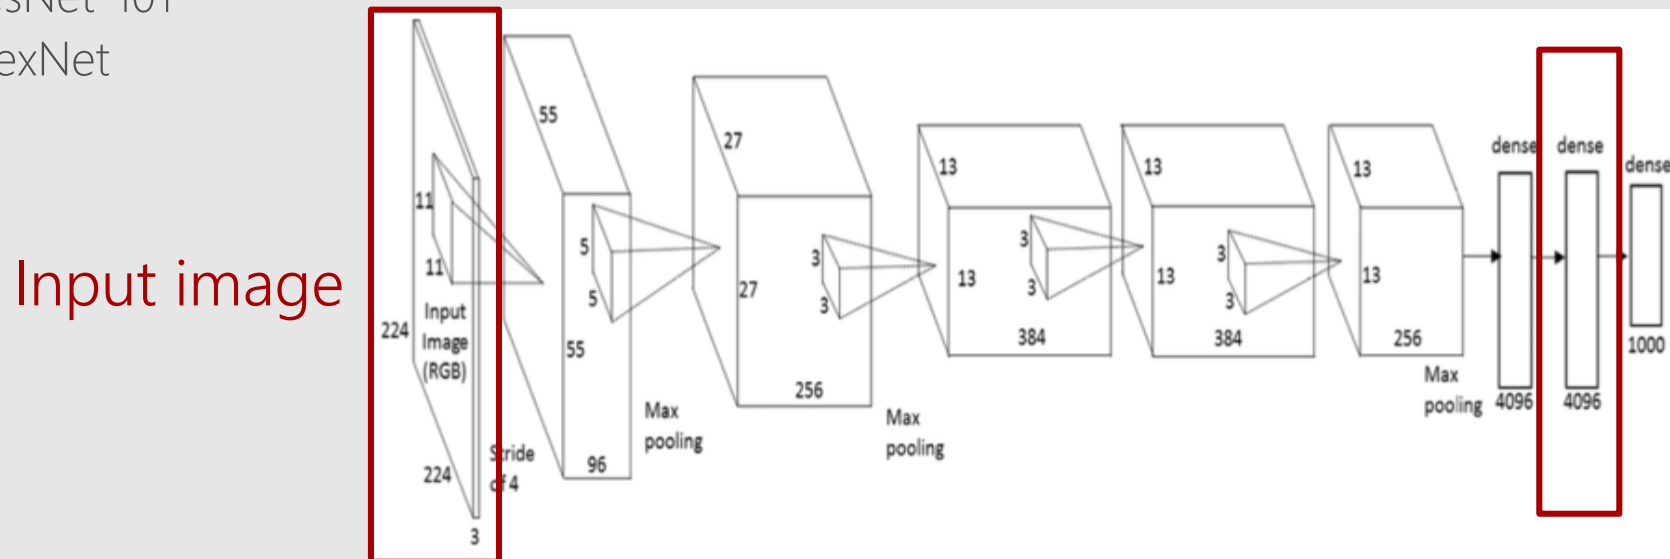 esNet-101
exNet
Input image
55
27
13
13
13
dense
dense
dense
11
11
5
5
3
3
3
3
3
3
224
Input
Image
(RGB)
55
27
13
13
13
384
384
256
1000
256
Max
pooling
4096
4096
Max
pooling
Max
pooling
Stride
of 4
96
224
3